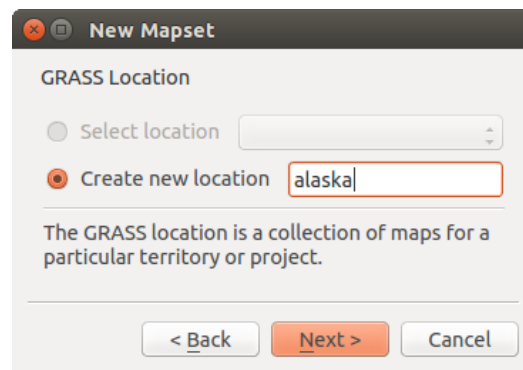 New Mapset
GRASS Location
Select location
Create new location alaska
The GRASS location is a collection of maps for a
particular territory or project.
< Back Next > Cancel